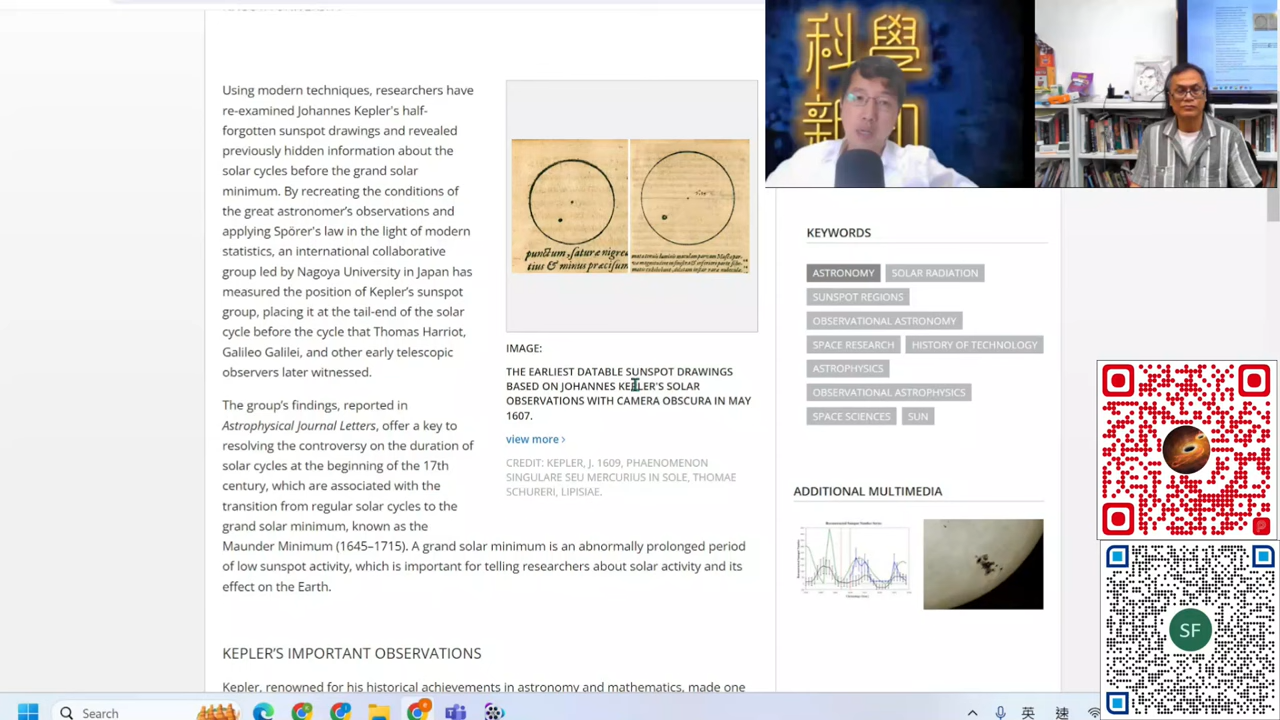 Using modern techniques, researchers have
re-examined Johannes Kepler's half-
forgotten sunspot drawings and revealed
previously hidden information about the
solar cycles before the grand solar
minimum. By recreating the conditions of
the great astronomer's observations and
applying Spörer's law in the light of modern
statistics, an international collaborative
group led by Nagoya University in Japan has
measured the position of Kepler's sunspot
group, placing it at the tail-end of the solar
cycle before the cycle that Thomas Harriot,
Galileo Galilei, and other early telescopic
observers later witnessed.
The group's findings, reported in
Astrophysical Journal Letters, offer a key to
resolving the controversy on the duration of
solar cycles at the beginning of the 17th
century, which are associated with the
transition from regular solar cycles to the
grand solar minimum, known as the
Maunder Minimum (1645–1715). A grand solar minimum is an abnormally prolonged period
of low sunspot activity, which is important for telling researchers about solar activity and its
effect on the Earth.
KEPLER'S IMPORTANT OBSERVATIONS
Kepler, renowned for his historical achievements in astronomy and mathematics, made one
IMAGE:
THE EARLIEST DATABLE SUNSPOT DRAWINGS
BASED ON JOHANNES KEPLER'S SOLAR
OBSERVATIONS WITH CAMERA OBSCURA IN MAY
1607.
view more
CREDIT: KEPLER, J. 1609, PHAENOMENON
SINGULARE SEU MERCURIUS IN SOLE, THOMAE
SCHURERI, LIPISIAE.
科學
KEYWORDS
ASTRONOMY SOLAR RADIATION
SUNSPOT REGIONS
OBSERVATIONAL ASTRONOMY
SPACE RESEARCH HISTORY OF TECHNOLOGY
ASTROPHYSICS
OBSERVATIONAL ASTROPHYSICS
SPACE SCIENCES SUN
ADDITIONAL MULTIMEDIA
SF
Search
英 速